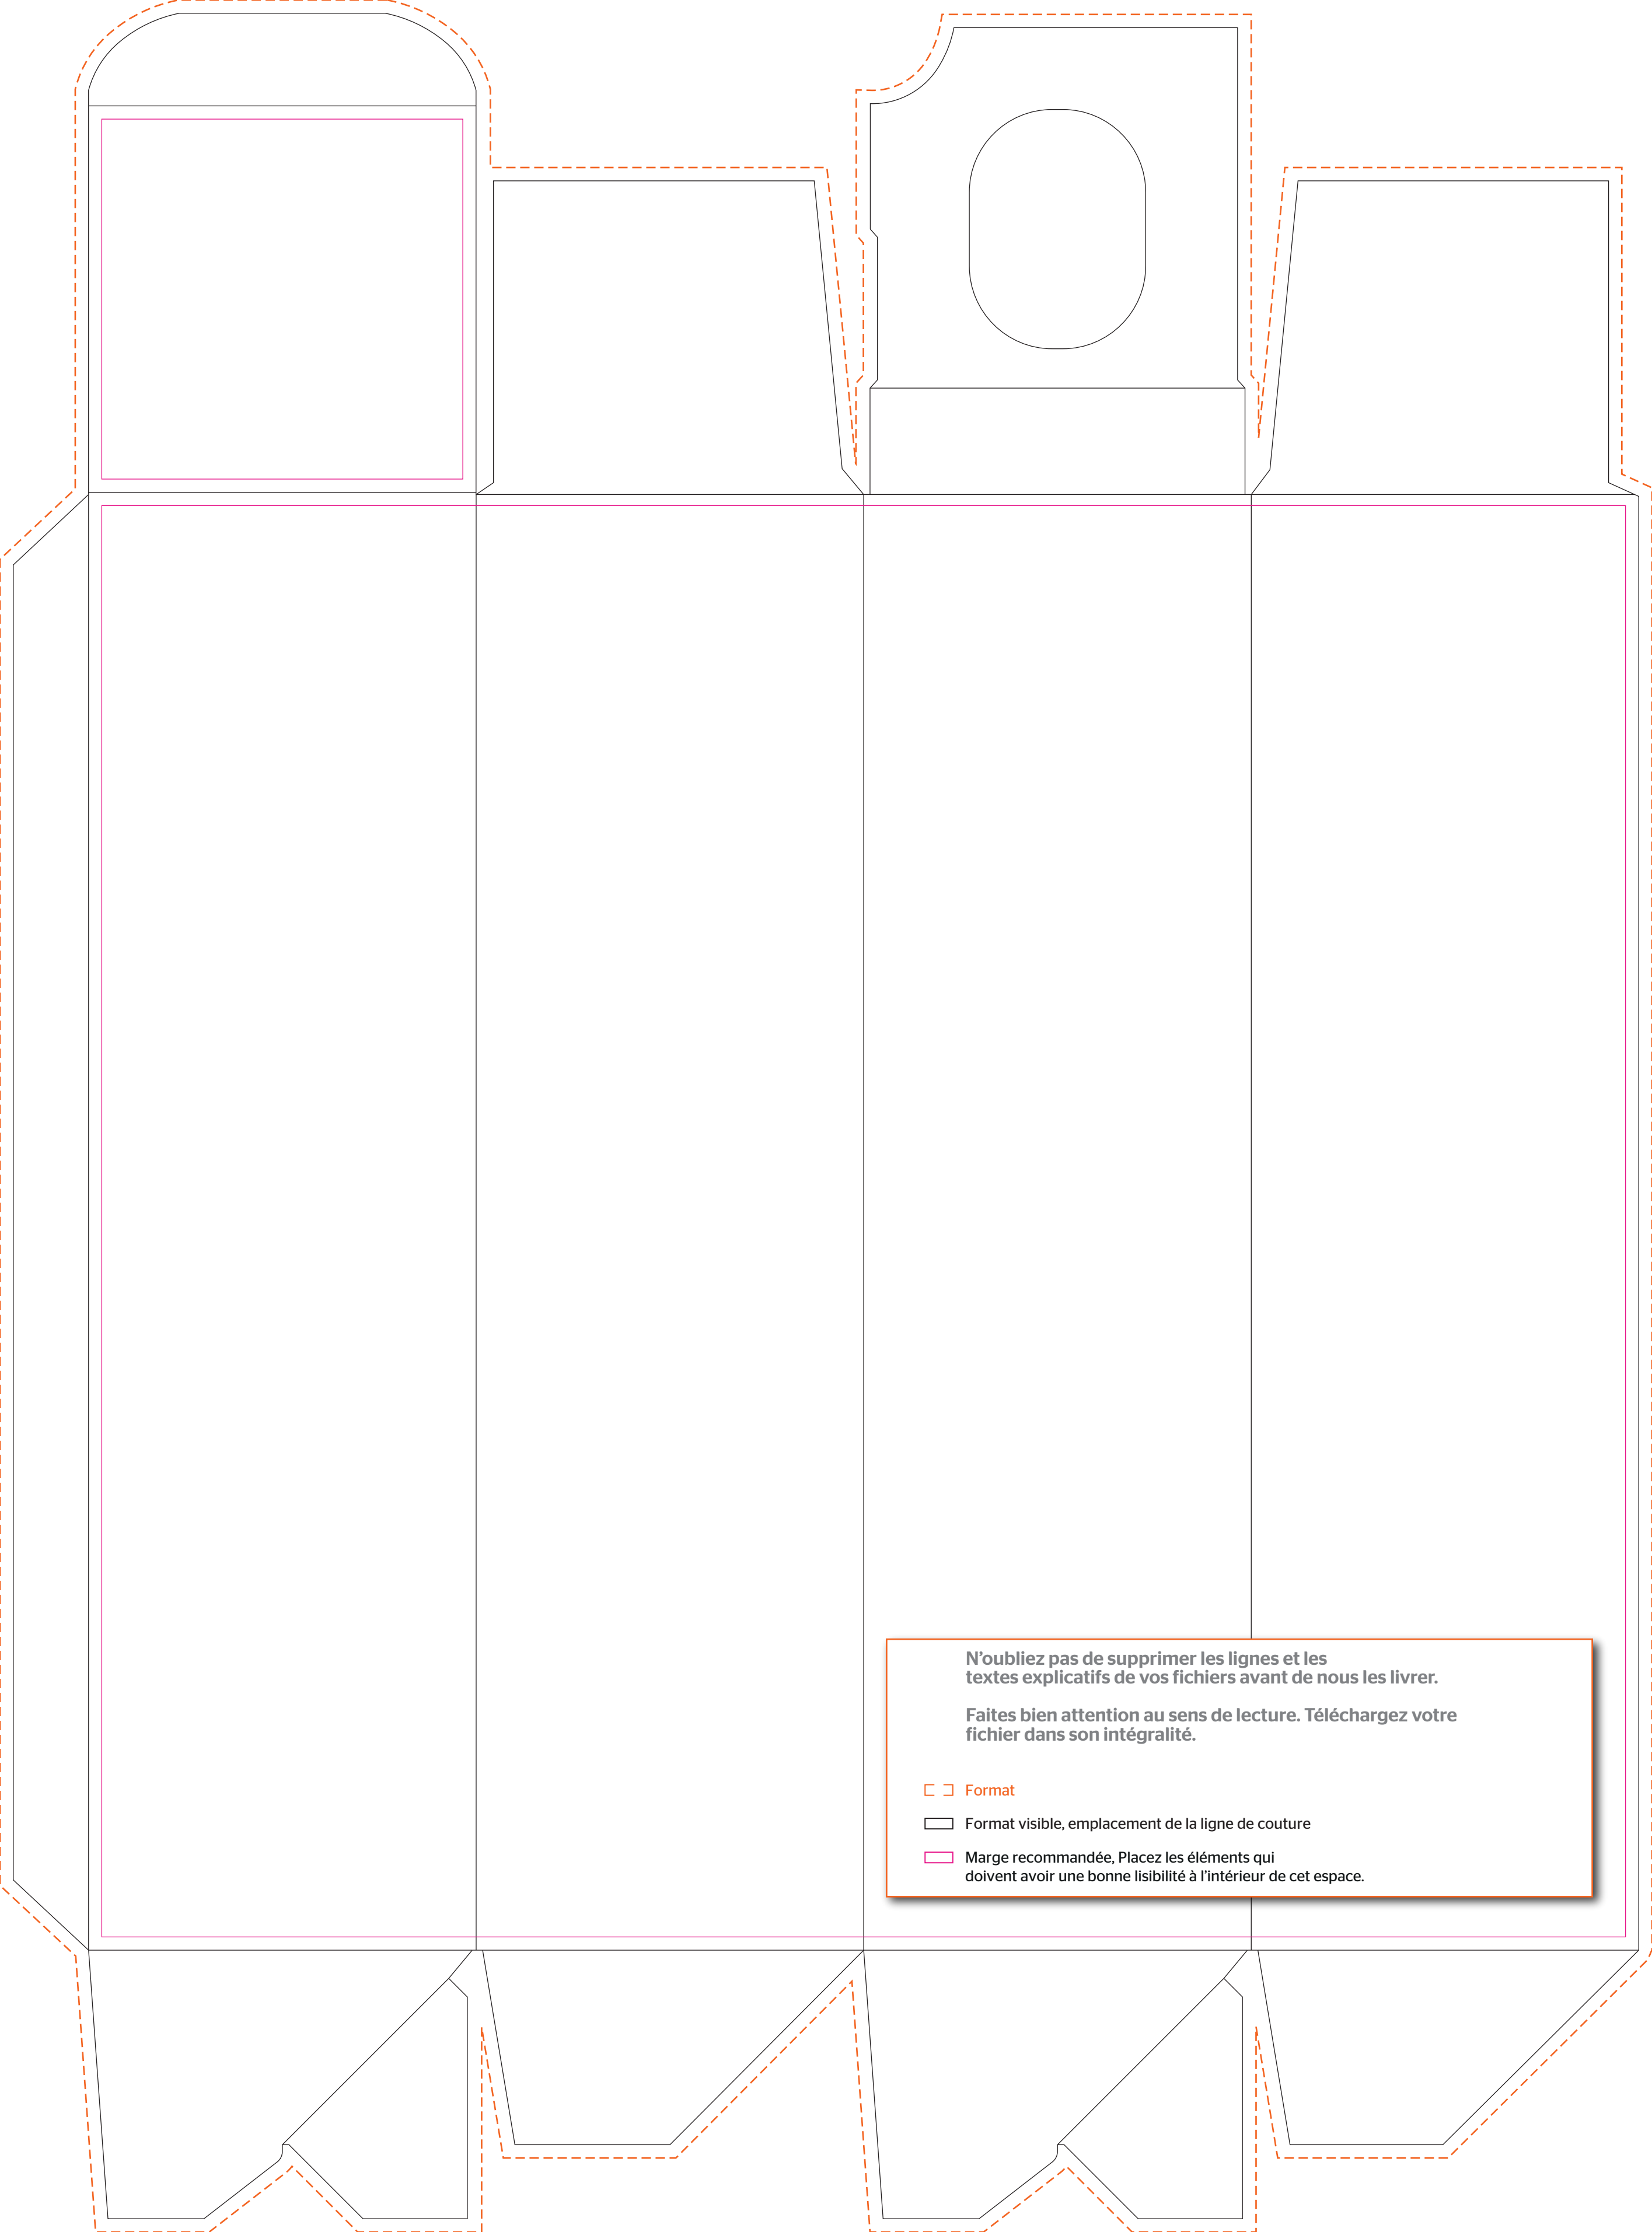 N’oubliez pas de supprimer les lignes et les
textes explicatifs de vos fichiers avant de nous les livrer.
Faites bien attention au sens de lecture. Téléchargez votre
fichier dans son intégralité.
Format
Format visible, emplacement de la ligne de couture
Marge recommandée, Placez les éléments qui
doivent avoir une bonne lisibilité à l'intérieur de cet espace.